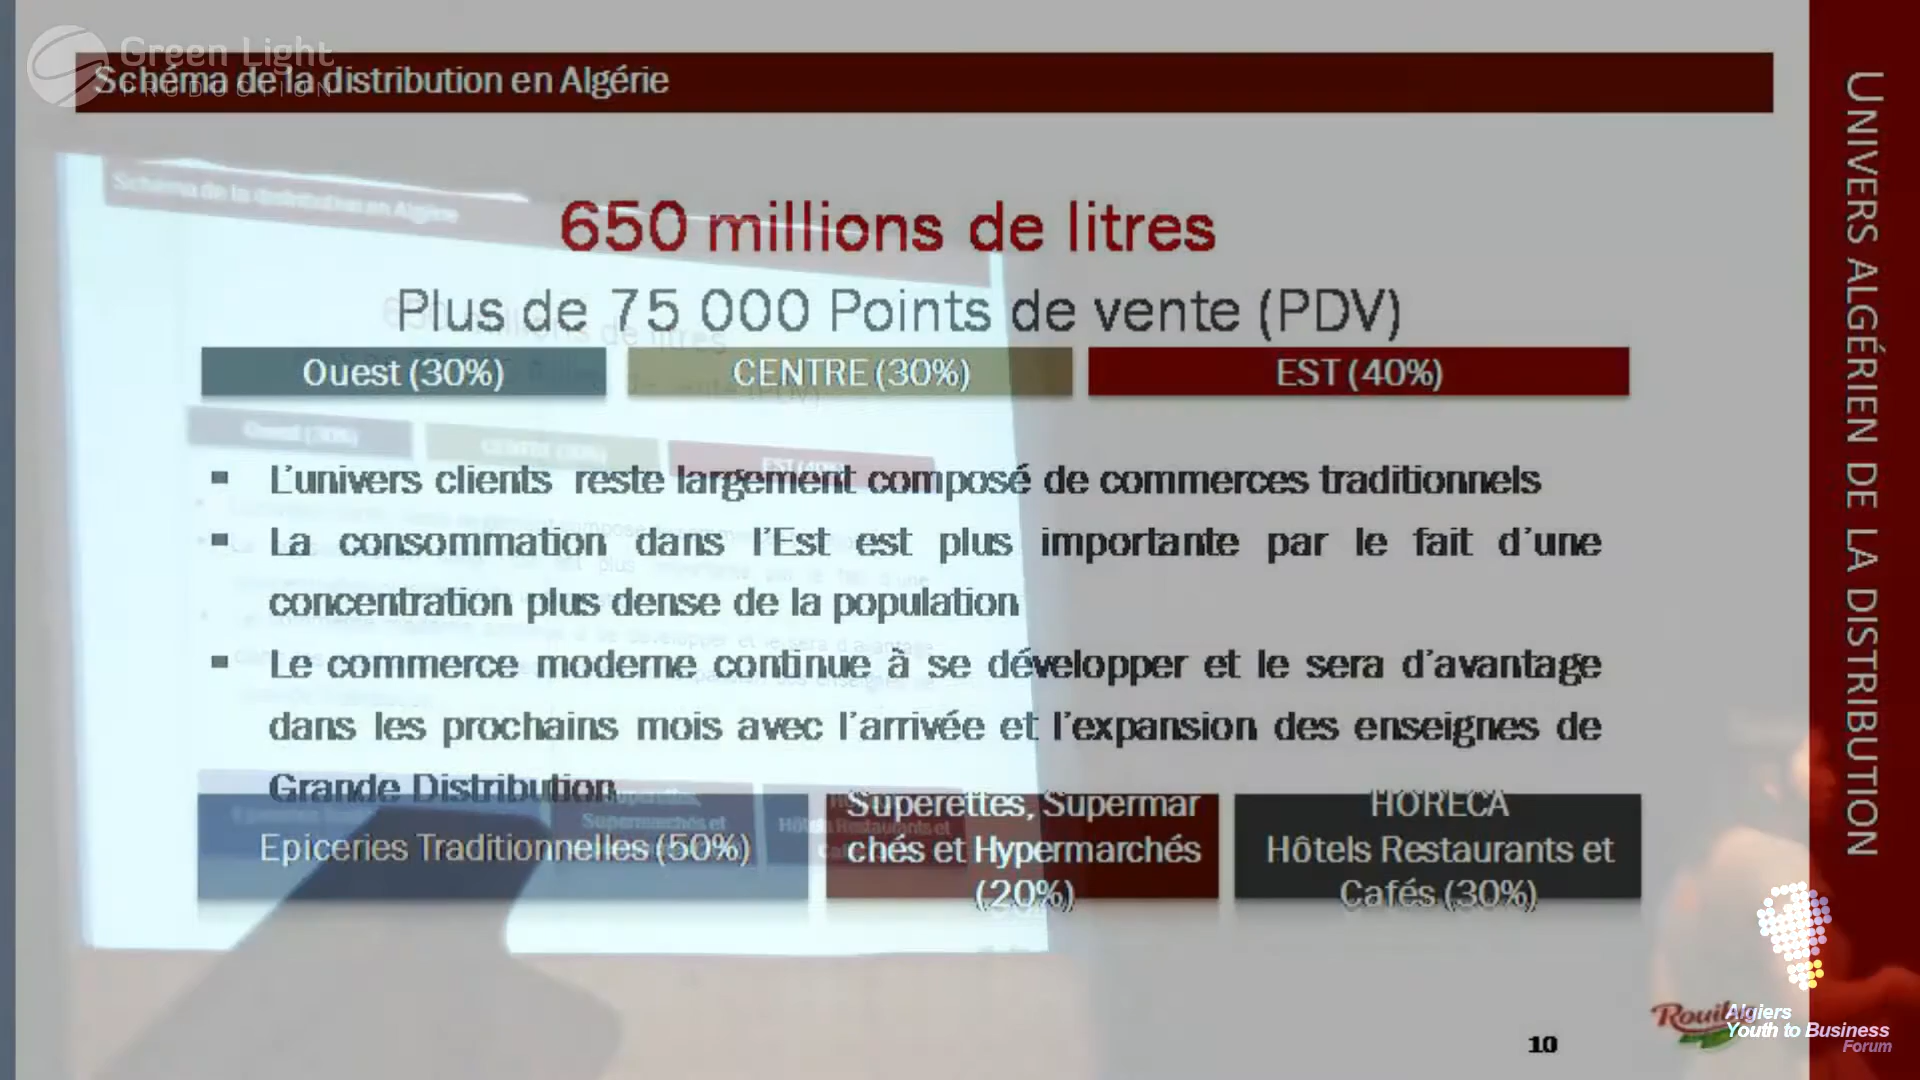 Green Light
PRODUCTION
Schéma de la distribution en Algérie
650 millions de litres
Plus de 75 000 Points de vente (PDV)
Ouest (30%)
CENTRE (30%)
EST (40%)
L'univers clients reste largement composé de commerces traditionnels
La consommation dans l'Est est plus importante par le fait d'une
concentration plus dense de la population
Le commerce moderne continue à se développer et le sera d'avantage
dans les prochains mois avec l'arrivée et l'expansion des enseignes de
Grande Distribution
Epiceries Traditionnelles (50%)
Superettes, Supermar
chés et Hypermarchés
(20%)
HORECA
Hôtels Restaurants et
Cafés (30%)
UNIVERS ALGÉRIEN DE LA DISTRIBUTION
10
Algiers
Youth to Business
Forum